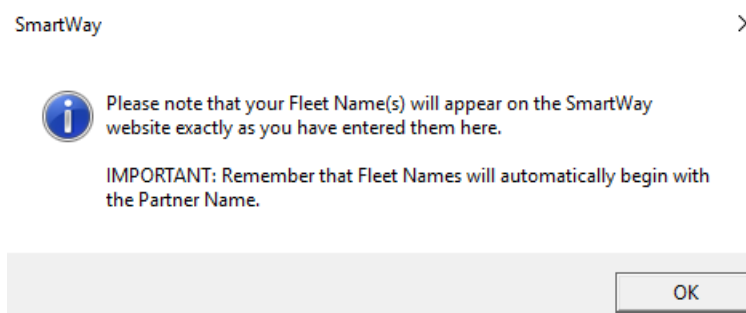 SmartWay
Please note that your Fleet Name(s) will appear on the SmartWay
website exactly as you have entered them here.
IMPORTANT: Remember that Fleet Names will automatically begin with
the Partner Name.
OK